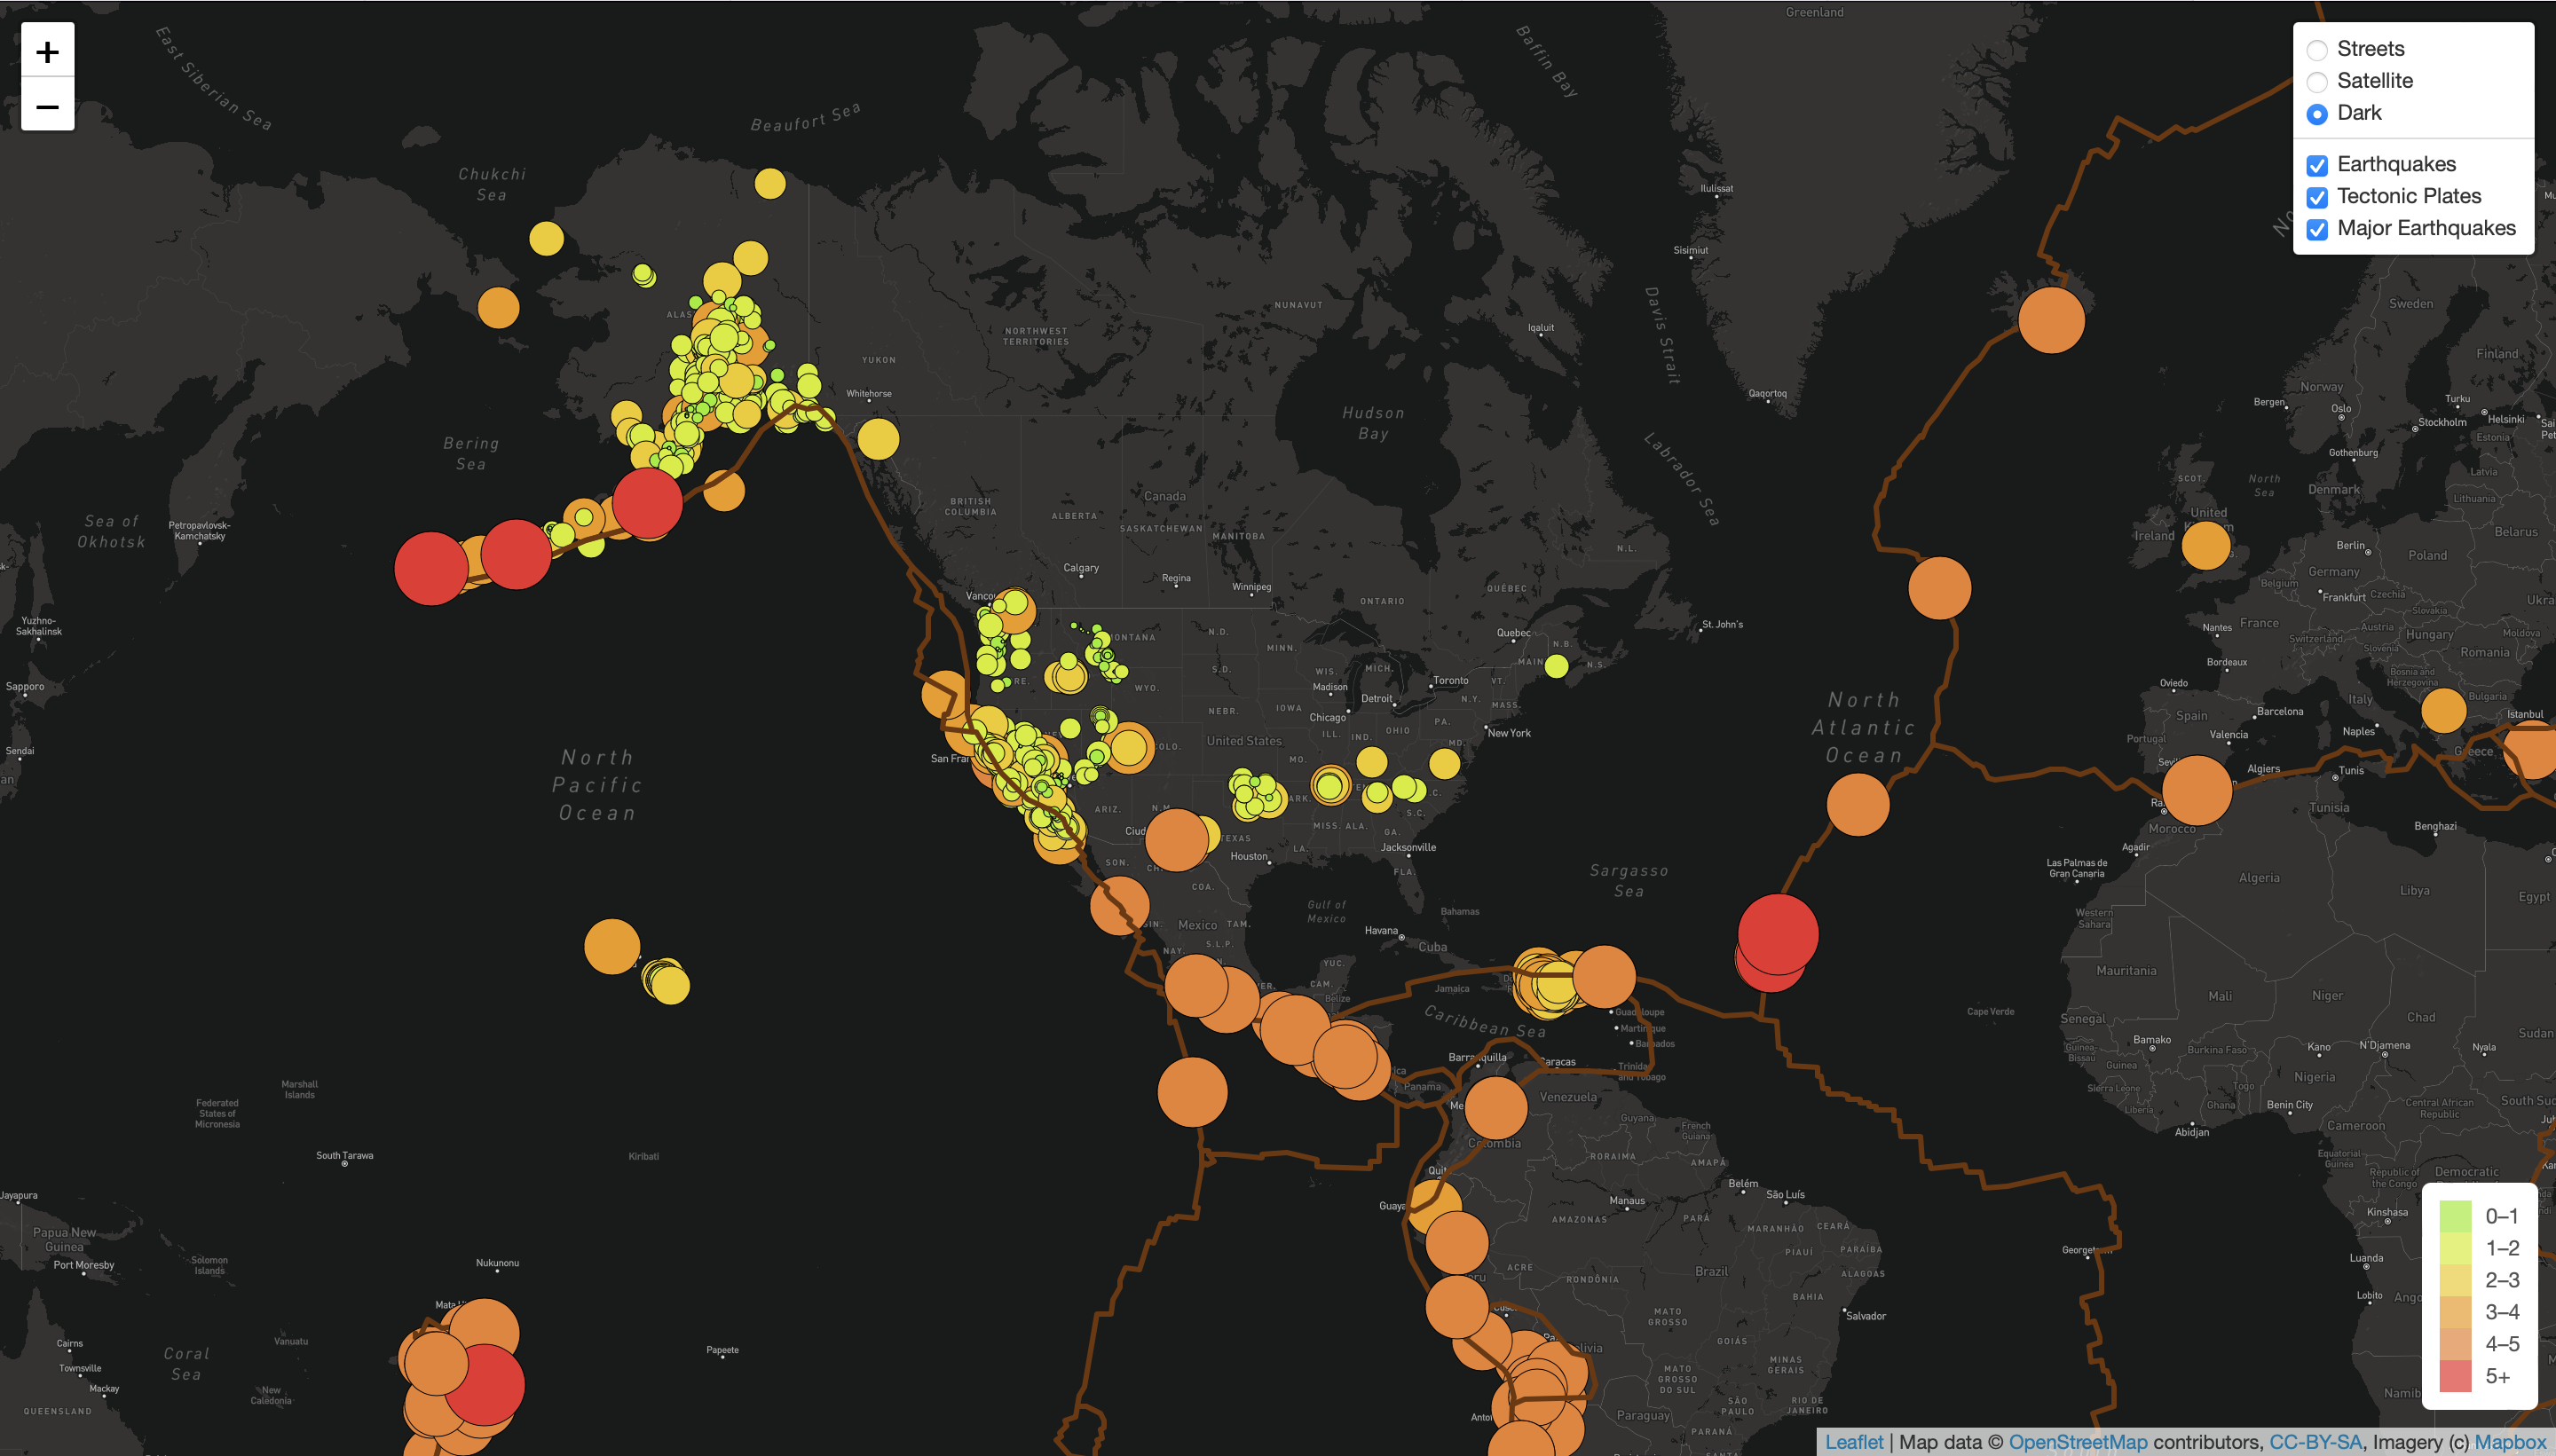 +
−
Streets
Satellite
Dark
Earthquakes
Tectonic Plates
Major Earthquakes
Greenland
East Siberian Sea
Beaufort Sea
Baffin Bay
Chukchi
Sea
Ilulissat
Sisimiut
Davis Strait
NUNAVUT
Iqaluit
NORTHWEST
TERRITORIES
YUKON
Whitehorse
Qaqortoq
Hudson
Bay
Labrador Sea
Bering
Sea
Sea of
Okhotsk
Petropavlovsk-
Kamchatsky
BRITISH
COLUMBIA
Canada
ALBERTA
SASKATCHEWAN
MANITOBA
N.L.
Sweden
Finland
Norway
Bergen
Oslo
Turku
Helsinki
Stockholm
Estonia
Gothenburg
Latvia
SCOT.
North
Sea
Denmark
Lithuania
United
Ireland
Belarus
Berlin
Poland
Germany
Belgium
Frankfurt
Czechia
Slovakia
Nantes
France
Austria
Hungary
Moldova
Switzerland
Slovenia
Romania
Bordeaux
Bosnia and
Herzegovina
Oviedo
Italy
Bulgaria
Spain
Barcelona
Istanbul
Portugal
Valencia
Naples
Greece
Algiers
Tunis
Tunisia
Morocco
Benghazi
Agadir
Las Palmas de
Gran Canaria
Algeria
Libya
Egypt
Western
Sahara
Mauritania
Mali
Niger
Chad
Sudan
Cape Verde
Senegal
Bamako
Burkina Faso
Kano
N'Djamena
Nyala
Guinea-
Bissau
Guinea
Nigeria
Sierra Leone
Togo
Liberia
Ghana
Benin City
Central African
Republic
Abidjan
Cameroon
Equatorial
Guinea
Republic of
the Congo
Democratic
Kinshasa
Luanda
Lobito
Calgary
Regina
Winnipeg
ONTARIO
QUÉBEC
Quebec
N.B.
N.S.
St. John's
N.D.
MINN.
S.D.
WIS.
MICH.
Toronto
VT.
WYO.
Madison
Detroit
N.Y.
MASS.
NEBR.
IOWA
Chicago
PA.
ILL.
IND.
OHIO
New York
United States
MD.
MO.
ARIZ.
N.M.
ARK.
S.C.
MISS.
ALA.
GA.
TEXAS
LA.
Houston
Jacksonville
SON.
FLA.
COA.
Gulf of
Mexico
Bahamas
Mexico
TAM.
Havana
Cuba
NAY.
S.L.P.
YUC.
CAM.
Belize
Jamaica
Caribbean Sea
Guadeloupe
Martinique
Barbados
Barranquilla
Caracas
Trinidad
and Tobago
Panama
Venezuela
Guyana
French
Guiana
Colombia
RORAIMA
AMAPÁ
Belém
São Luís
Manaus
AMAZONAS
PARÁ
MARANHÃO
CEARÁ
PIAUÍ
PARAÍBA
ACRE
RONDÔNIA
Brazil
ALAGOAS
BAHIA
MATO
GROSSO
Salvador
GOIÁS
MATO
GROSSO
DO SUL
MINAS
GERAIS
SÃO
PAULO
RIO DE
JANEIRO
Paraguay
PARANÁ
North
Pacific
Ocean
North
Atlantic
Ocean
Sargasso
Sea
Yuzhno-
Sakhalinsk
Sapporo
Sendai
Marshall
Islands
Federated
States of
Micronesia
South Tarawa
Kiribati
Jayapura
Papua New
Guinea
Port Moresby
Solomon
Islands
Nukunonu
Cairns
Townsville
Mackay
Coral
Sea
Vanuatu
New
Caledonia
QUEENSLAND
Papeete
0–1
1–2
2–3
3–4
4–5
5+
Leaflet | Map data © OpenStreetMap contributors, CC-BY-SA, Imagery (c) Mapbox